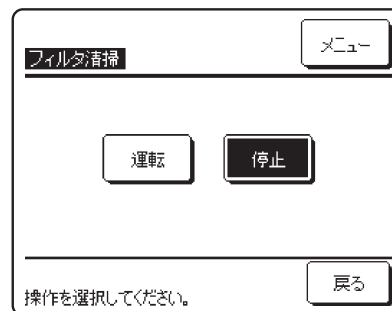 メニュー
フィルタ清掃
運転
停止
操作を選択してください。
戻る